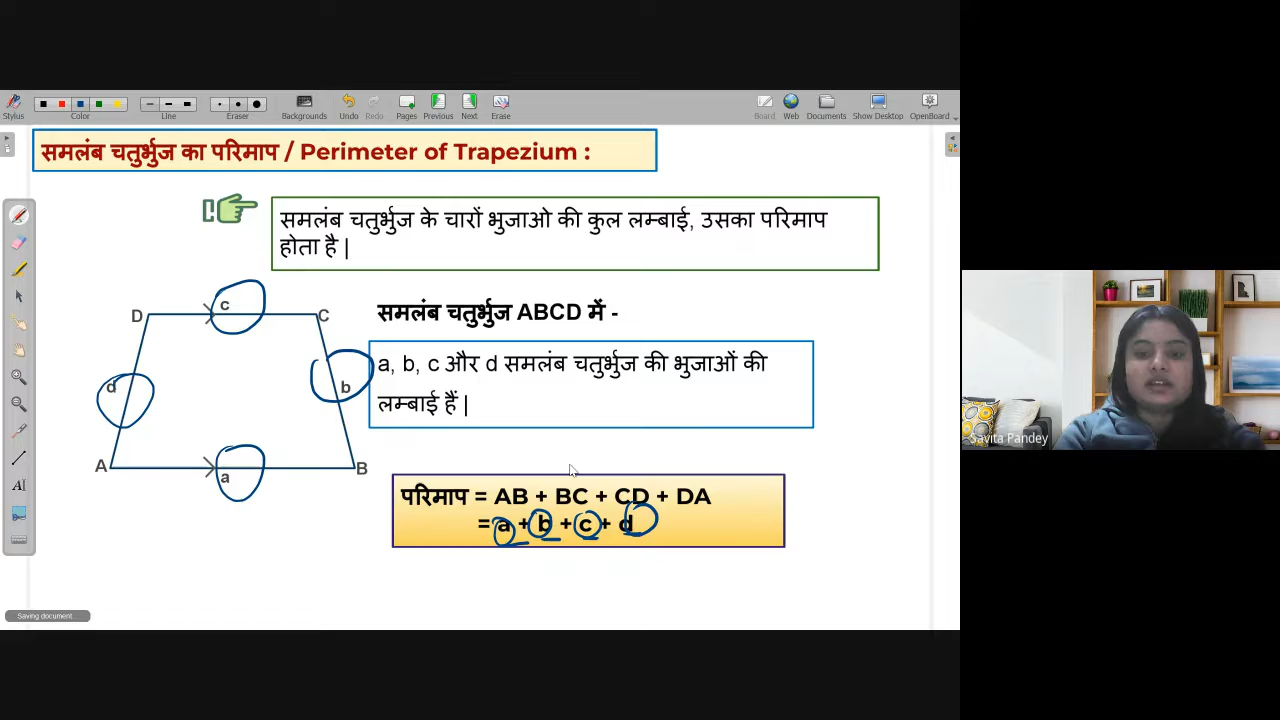 Stylus
Color
Line
Eraser
Backgrounds
Undo
Redo
Pages
Previous
Next
Erase
Board
Web
Documents
Show Desktop
OpenBoard
समलंब चतुर्भुज का परिमाप / Perimeter of Trapezium :
समलंब चतुर्भुज के चारों भुजाओ की कुल लम्बाई, उसका परिमाप
होता है |
D
c
C
समलंब चतुर्भुज ABCD में -
a, b, c और d समलंब चतुर्भुज की भुजाओं की
लम्बाई हैं |
d
b
A
a
B
परिमाप = AB + BC + CD + DA
= a + b + c + d
Savita Pandey
Saving document